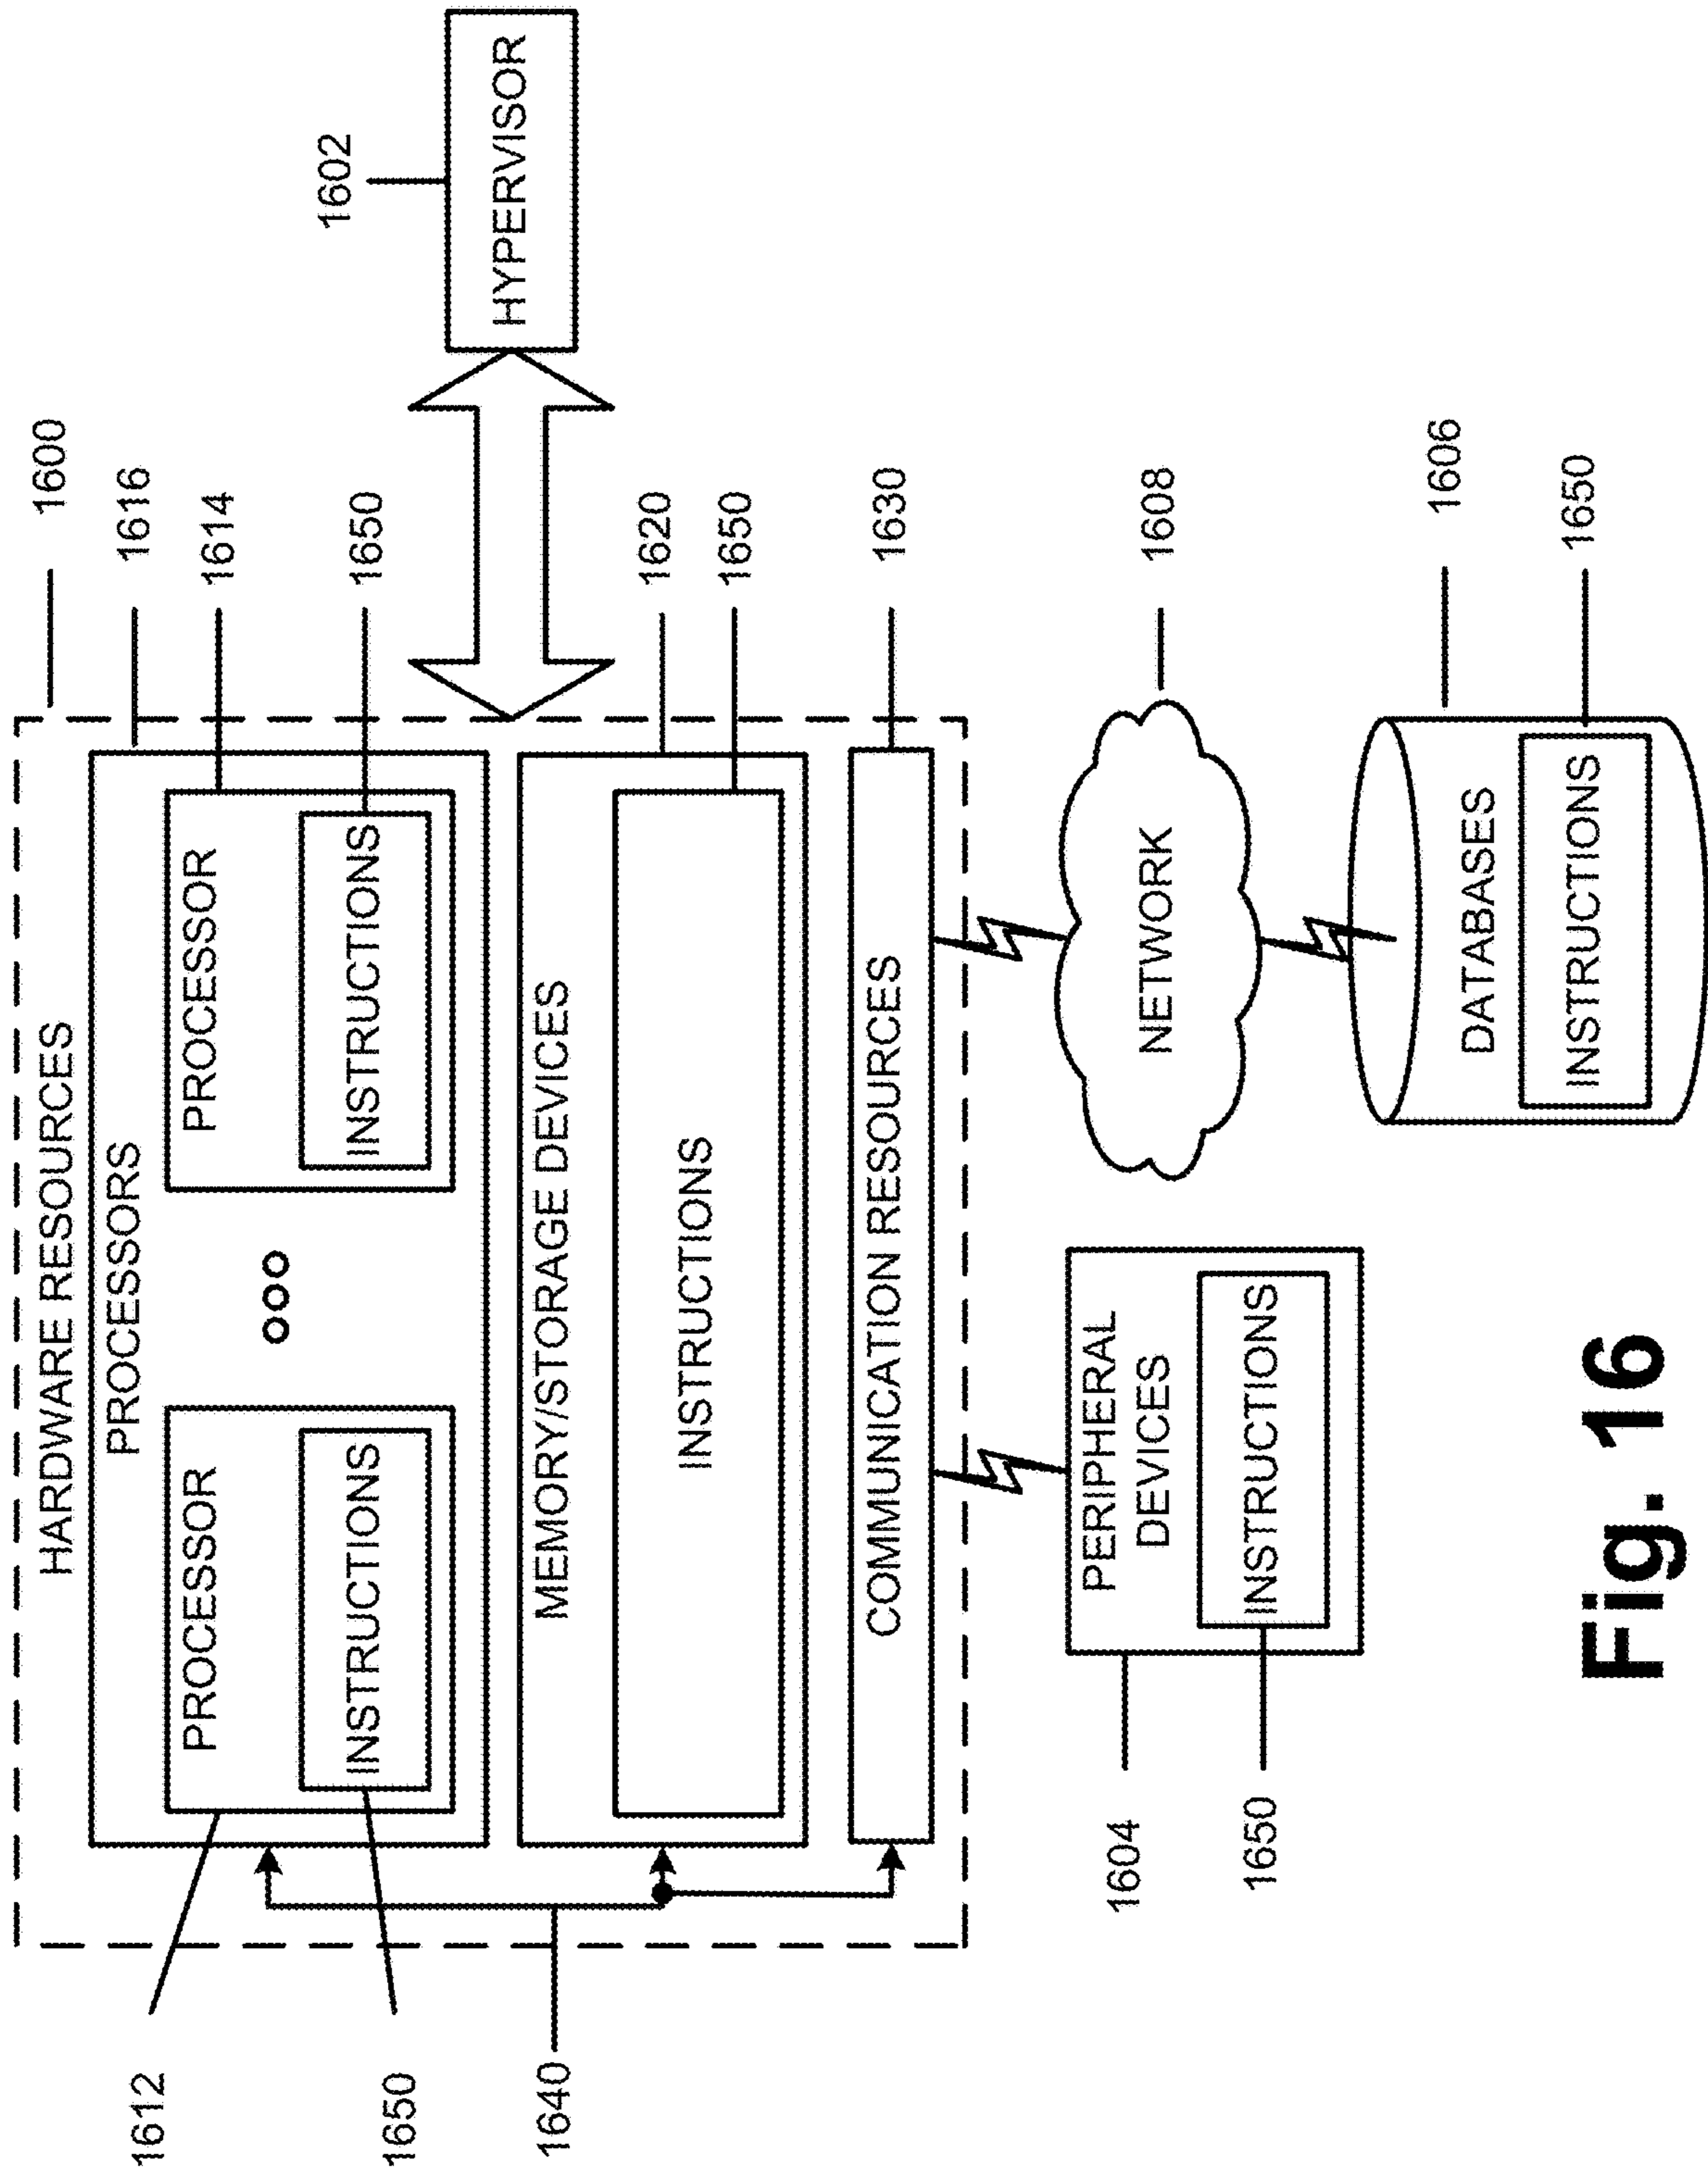 HARDWARE RESOURCES
1600
PROCESSORS
1616
1612
PROCESSOR
PROCESSOR
1614
1650
INSTRUCTIONS
INSTRUCTIONS
1650
1602
HYPERVISOR
MEMORY/STORAGE DEVICES
1620
1640
INSTRUCTIONS
1650
COMMUNICATION RESOURCES
1630
1604
PERIPHERAL
DEVICES
1650
INSTRUCTIONS
NETWORK
1608
1606
DATABASES
INSTRUCTIONS
1650
Fig. 16